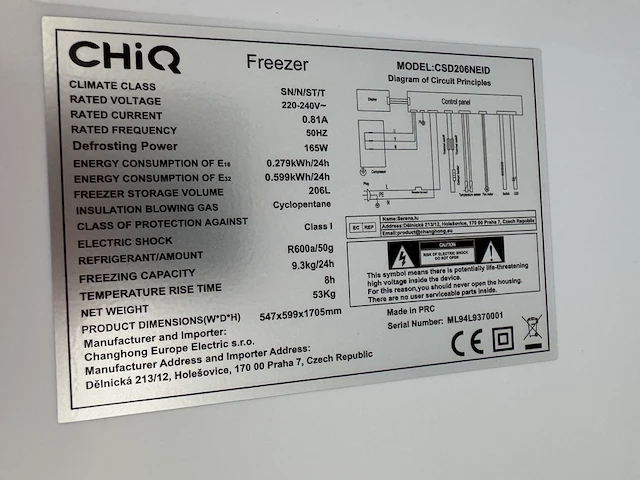 CHiQ Freezer
CLIMATE CLASS SN/N/ST/T
RATED VOLTAGE 220-240V~
RATED CURRENT 0.81A
RATED FREQUENCY 50HZ
Defrosting Power 165W
ENERGY CONSUMPTION OF E16 0.279kWh/24h
ENERGY CONSUMPTION OF E32 0.599kWh/24h
FREEZER STORAGE VOLUME 206L
INSULATION BLOWING GAS Cyclopentane
CLASS OF PROTECTION AGAINST
ELECTRIC SHOCK Class I
REFRIGERANT/AMOUNT R600a/50g
FREEZING CAPACITY 9.3kg/24h
TEMPERATURE RISE TIME 8h
NET WEIGHT 53Kg
PRODUCT DIMENSIONS(W*D*H) 547x599x1705mm
Manufacturer and Importer:
Changhong Europe Electric s.r.o.
Manufacturer Address and Importer Address:
Dělnická 213/12, Holešovice, 170 00 Praha 7, Czech Republic
MODEL:CSD206NEID
Diagram of Circuit Principles
Display
Control panel
Compressor
Plug
PE
N
EC REP
Name:Serena.lu
Address:Dělnická 213/12, Holešovice, 170 00 Praha 7, Czech Republic
Email:product@changhong.eu
CAUTION
RISK OF ELECTRIC SHOCK
DO NOT OPEN
This symbol means there is potentially life-threatening
high voltage inside the device.
For this reason,you should never open the housing.
There are no user serviceable parts inside.
Made in PRC
Serial Number: ML94L9370001
CE